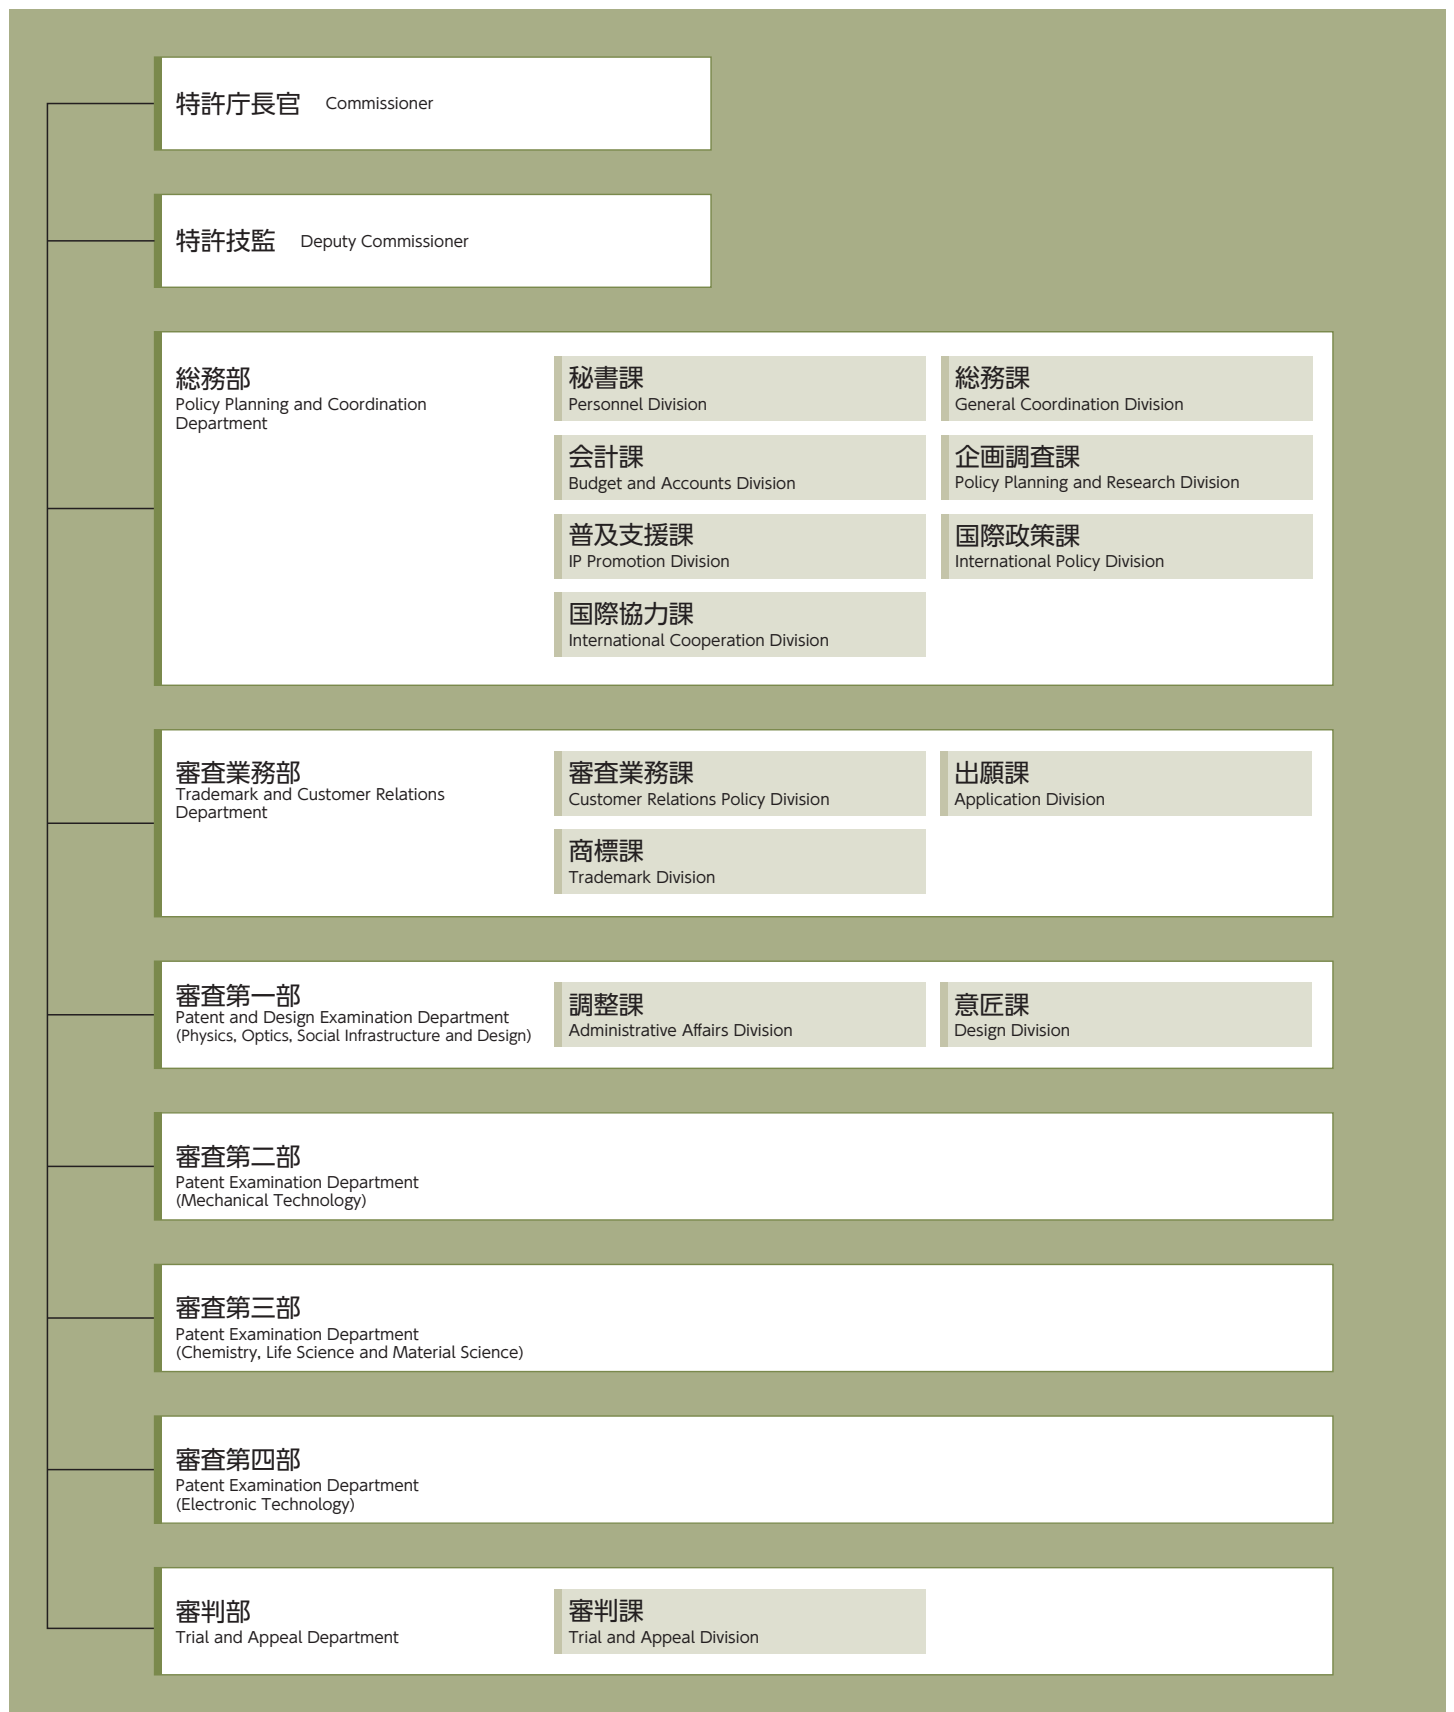 特許庁長官 Commissioner
特許技監 Deputy Commissioner
総務部
Policy Planning and Coordination
Department
秘書課
Personnel Division
総務課
General Coordination Division
会計課
Budget and Accounts Division
企画調査課
Policy Planning and Research Division
普及支援課
IP Promotion Division
国際政策課
International Policy Division
国際協力課
International Cooperation Division
審査業務部
Trademark and Customer Relations
Department
審査業務課
Customer Relations Policy Division
出願課
Application Division
商標課
Trademark Division
審査第一部
Patent and Design Examination Department
(Physics, Optics, Social Infrastructure and Design)
調整課
Administrative Affairs Division
意匠課
Design Division
審査第二部
Patent Examination Department
(Mechanical Technology)
審査第三部
Patent Examination Department
(Chemistry, Life Science and Material Science)
審査第四部
Patent Examination Department
(Electronic Technology)
審判部
Trial and Appeal Department
審判課
Trial and Appeal Division